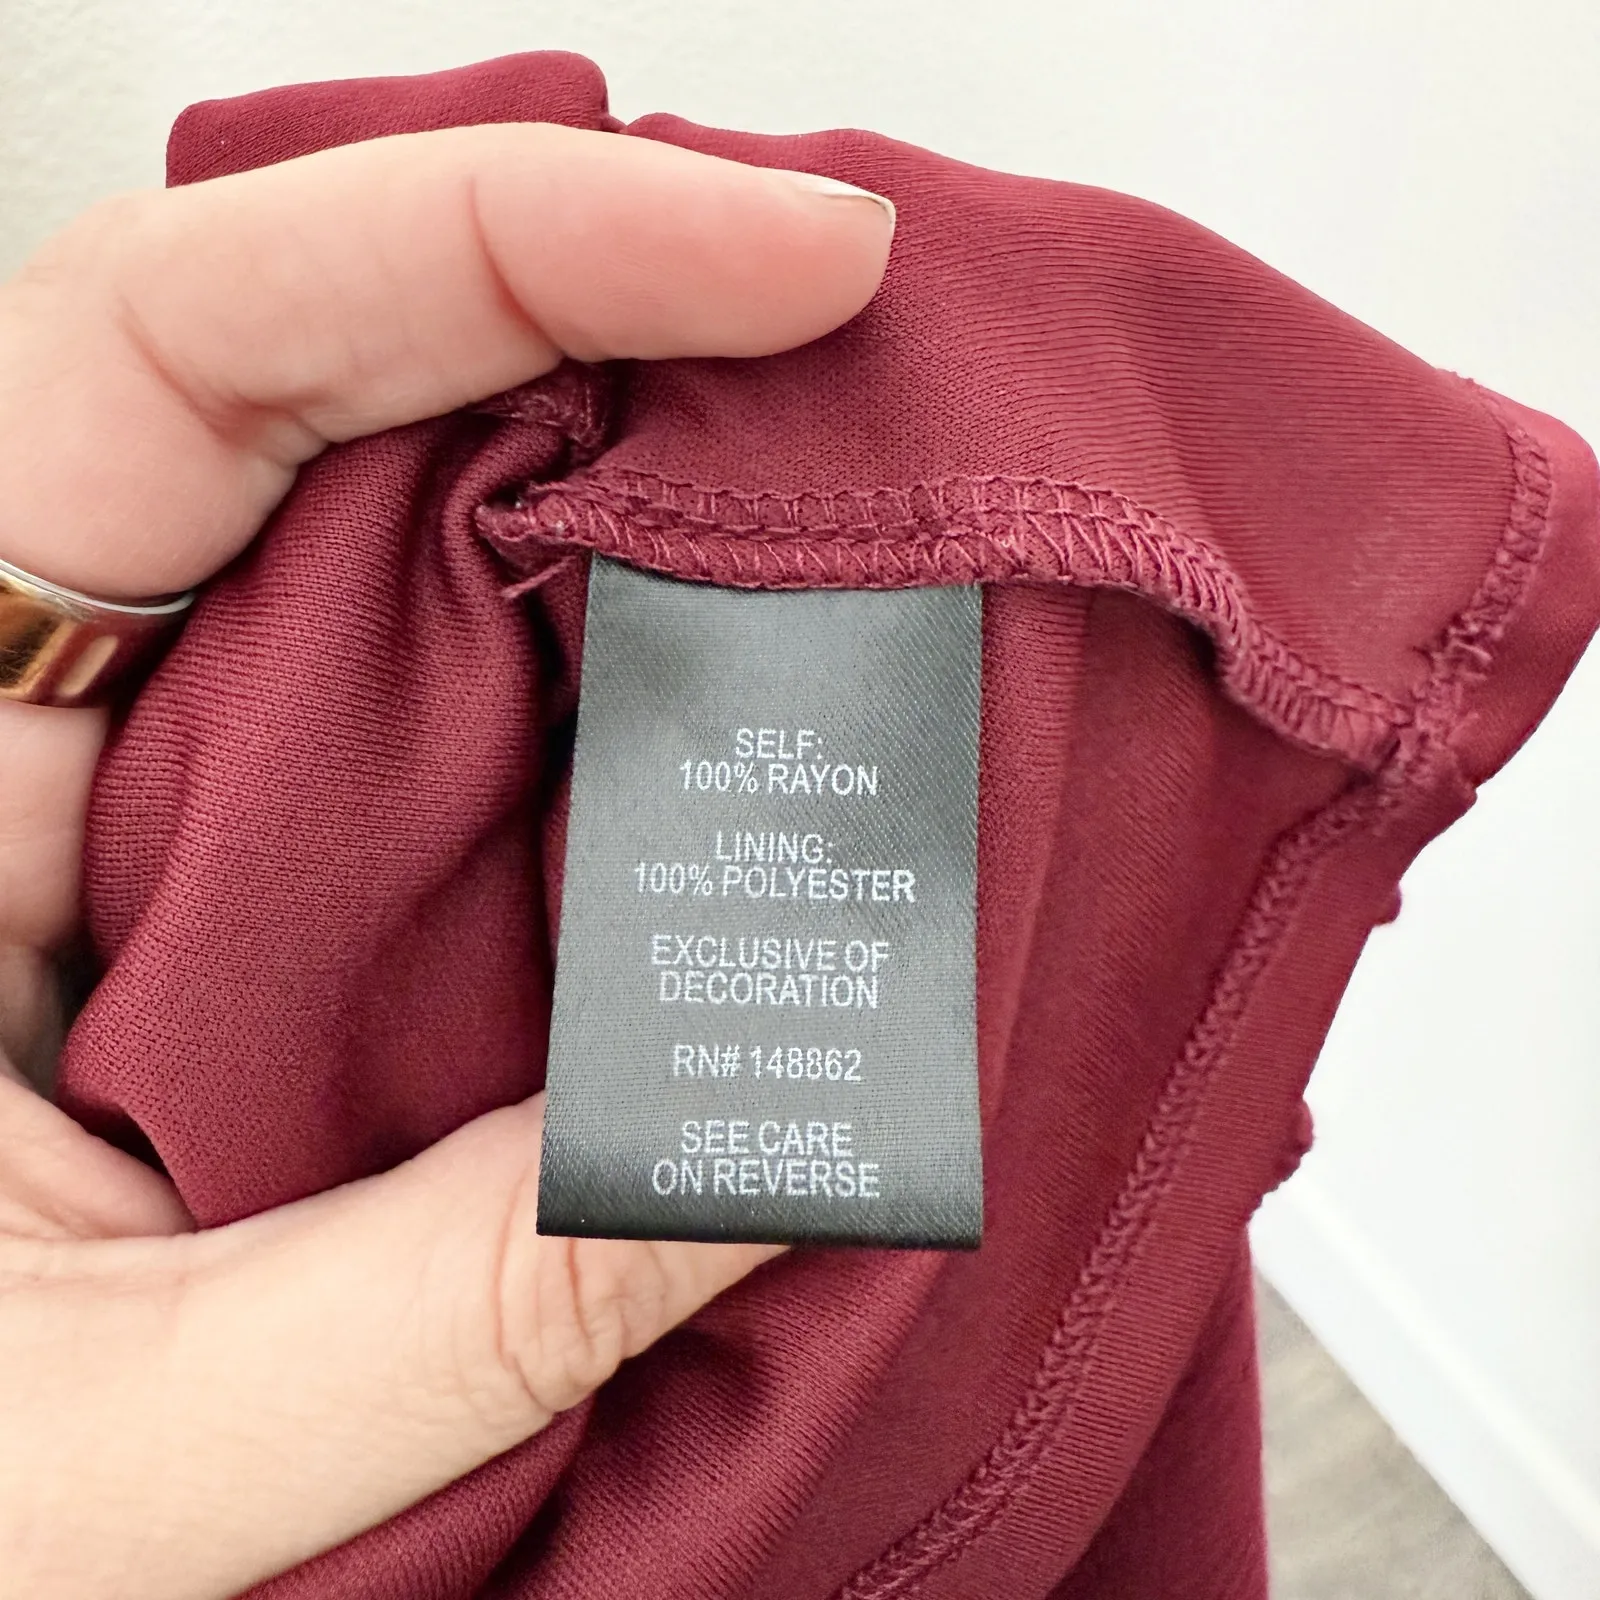 SELF:
100% RAYON
LINING:
100% POLYESTER
EXCLUSIVE OF
DECORATION
RN# 148862
SEE CARE
ON REVERSE